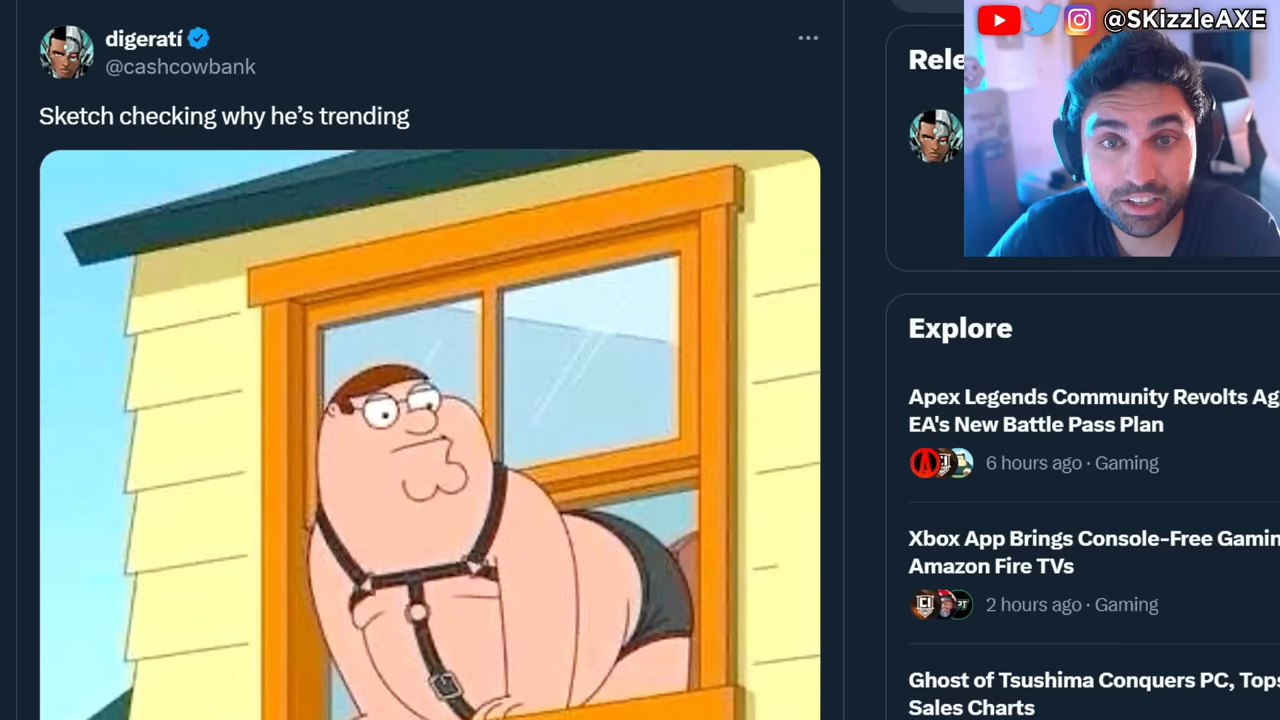 digeratí
@cashcowbank
Sketch checking why he's trending
@SKizzleAXE
Rele
Explore
Apex Legends Community Revolts Ag
EA's New Battle Pass Plan
6 hours ago · Gaming
Xbox App Brings Console-Free Gamin
Amazon Fire TVs
2 hours ago · Gaming
Ghost of Tsushima Conquers PC, Tops
Sales Charts